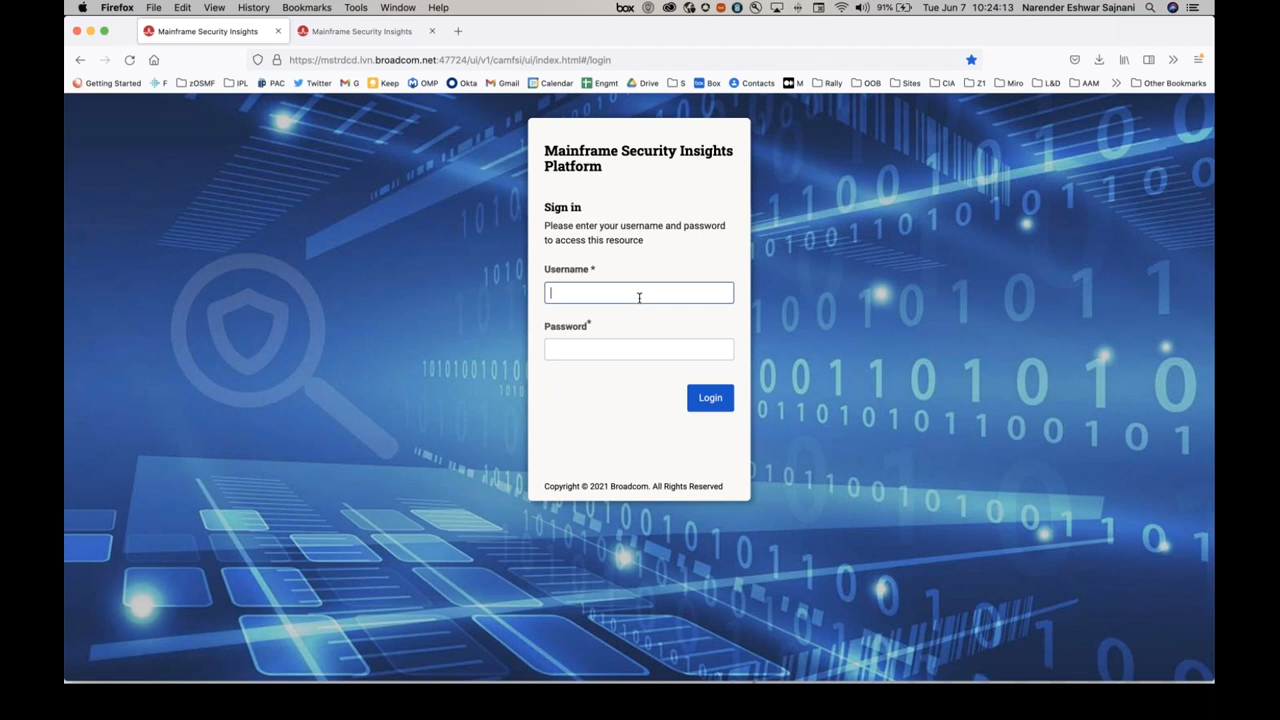 Firefox File Edit View History Bookmarks Tools Window Help box 91% Tue Jun 7 10:24:13 Narender Eshwar Sajnani
Mainframe Security Insights Mainframe Security Insights
https://mstrdcd.lvn.broadcom.net:47724/ui/v1/camfsi/ui/index.html#/login
Getting Started F zOSMF IPL PAC Twitter G Keep OMP Okta Gmail Calendar Engmt Drive S Box Contacts M Rally OOB Sites CIA Z1 Miro L&D AAM Other Bookmarks
Mainframe Security Insights
Platform
Sign in
Please enter your username and password
to access this resource
Username *
Password*
Login
Copyright © 2021 Broadcom. All Rights Reserved